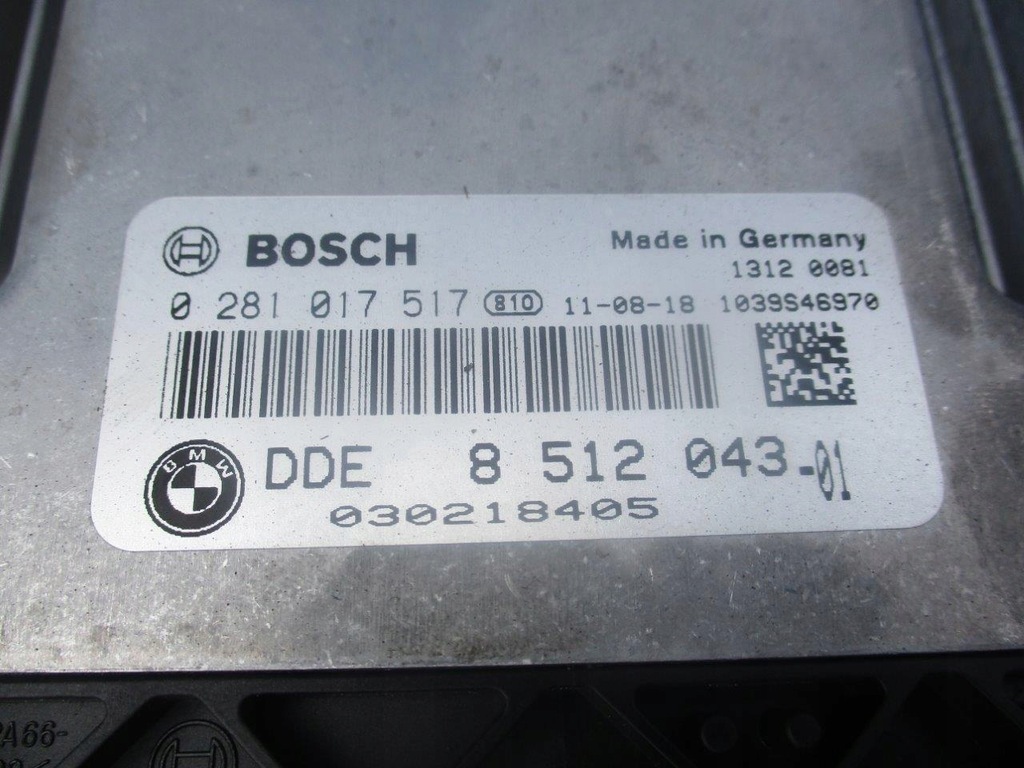 BOSCH
Made in Germany
1312 0081
0 281 017 517 810 11-08-18 1039S46970
BMW
DDE 8 512 043-01
030218405
A66-